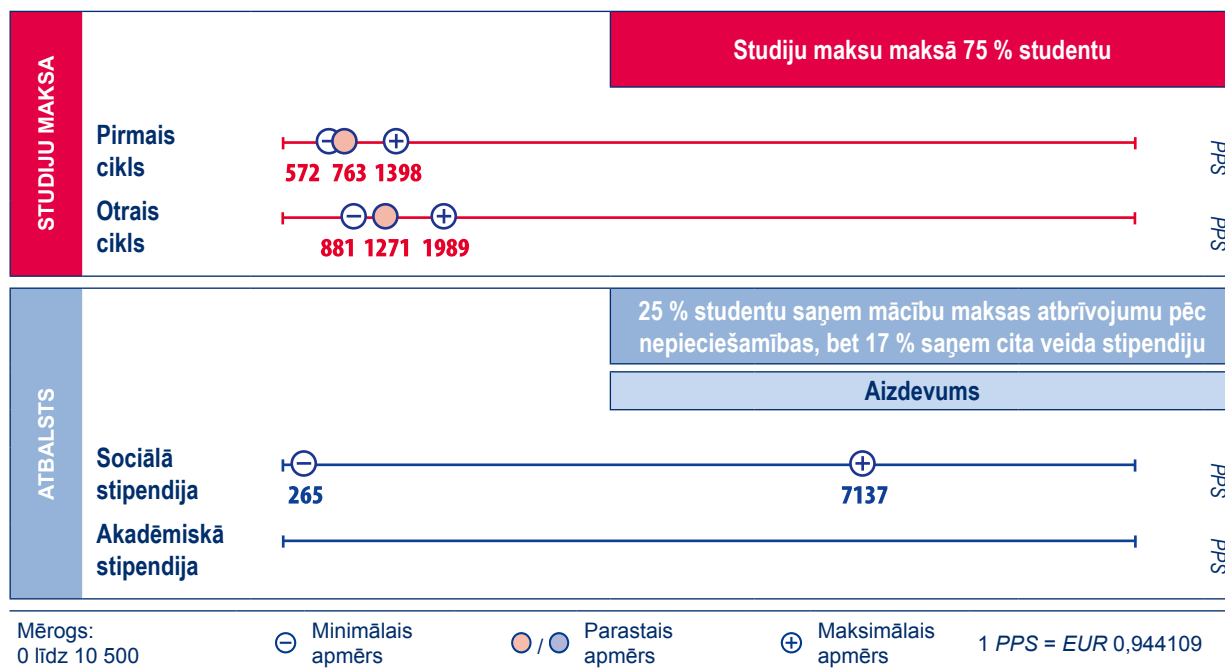 STUDIJU MAKSA
Studiju maksu maksā 75 % studentu
Pirmais
cikls
572 763 1398
PPS
Otrais
cikls
881 1271 1989
PPS
ATBALSTS
25 % studentu saņem mācību maksas atbrīvojumu pēc
nepieciešamības, bet 17 % saņem cita veida stipendiju
Aizdevums
Sociālā
stipendija
265 7137
PPS
Akadēmiskā
stipendija
PPS
Mērogs:
0 līdz 10 500
Minimālais
apmērs
/
Parastais
apmērs
Maksimālais
apmērs
1 PPS = EUR 0,944109